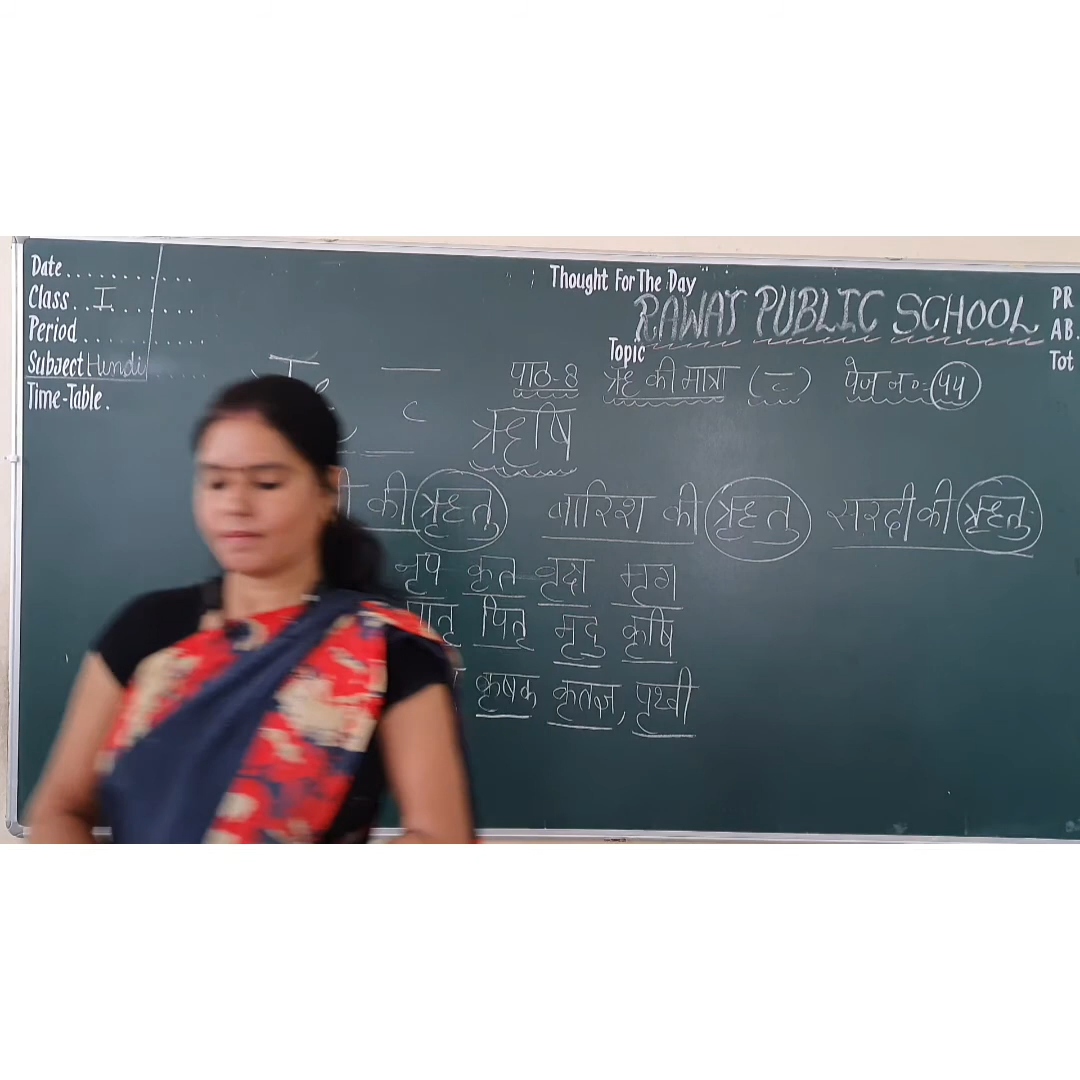 Date....................
Class..I...............
Period..................
Subject Hindi
Time-Table.
Thought For The Day
PR
RAWAT PUBLIC SCHOOL
AB.
Topic
Tot
पाठ-8 ऋ की मात्रा (ृ) पेज न०- 44
ऋषि
की ऋतु बारिश की ऋतु सरदी की ऋतु
नृप कृत वृदा मृग
पितृ मृदु कृषि
कृषक कृतज्ञ, पृथ्वी